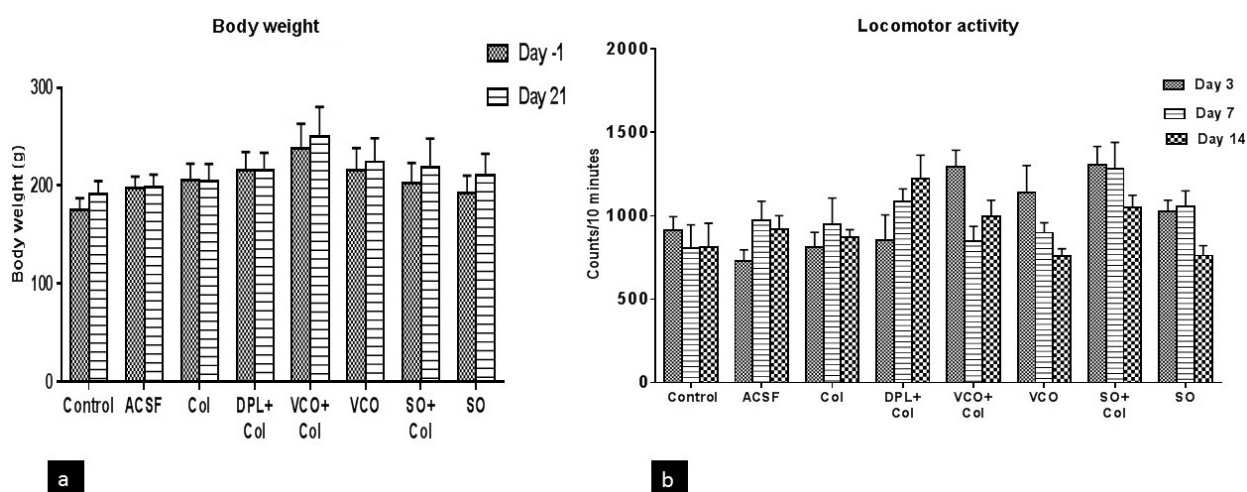 Body weight
Day -1
Day 21
Body weight (g)
300
200
100
0
Control ACSF Col DPL+ VCO+ VCO SO+ SO
Col Col Col
a
Locomotor activity
Day 3
Day 7
Day 14
Counts/10 minutes
2000
1500
1000
500
0
Control ACSF Col DPL+ VCO+ VCO SO+ SO
Col Col Col
b